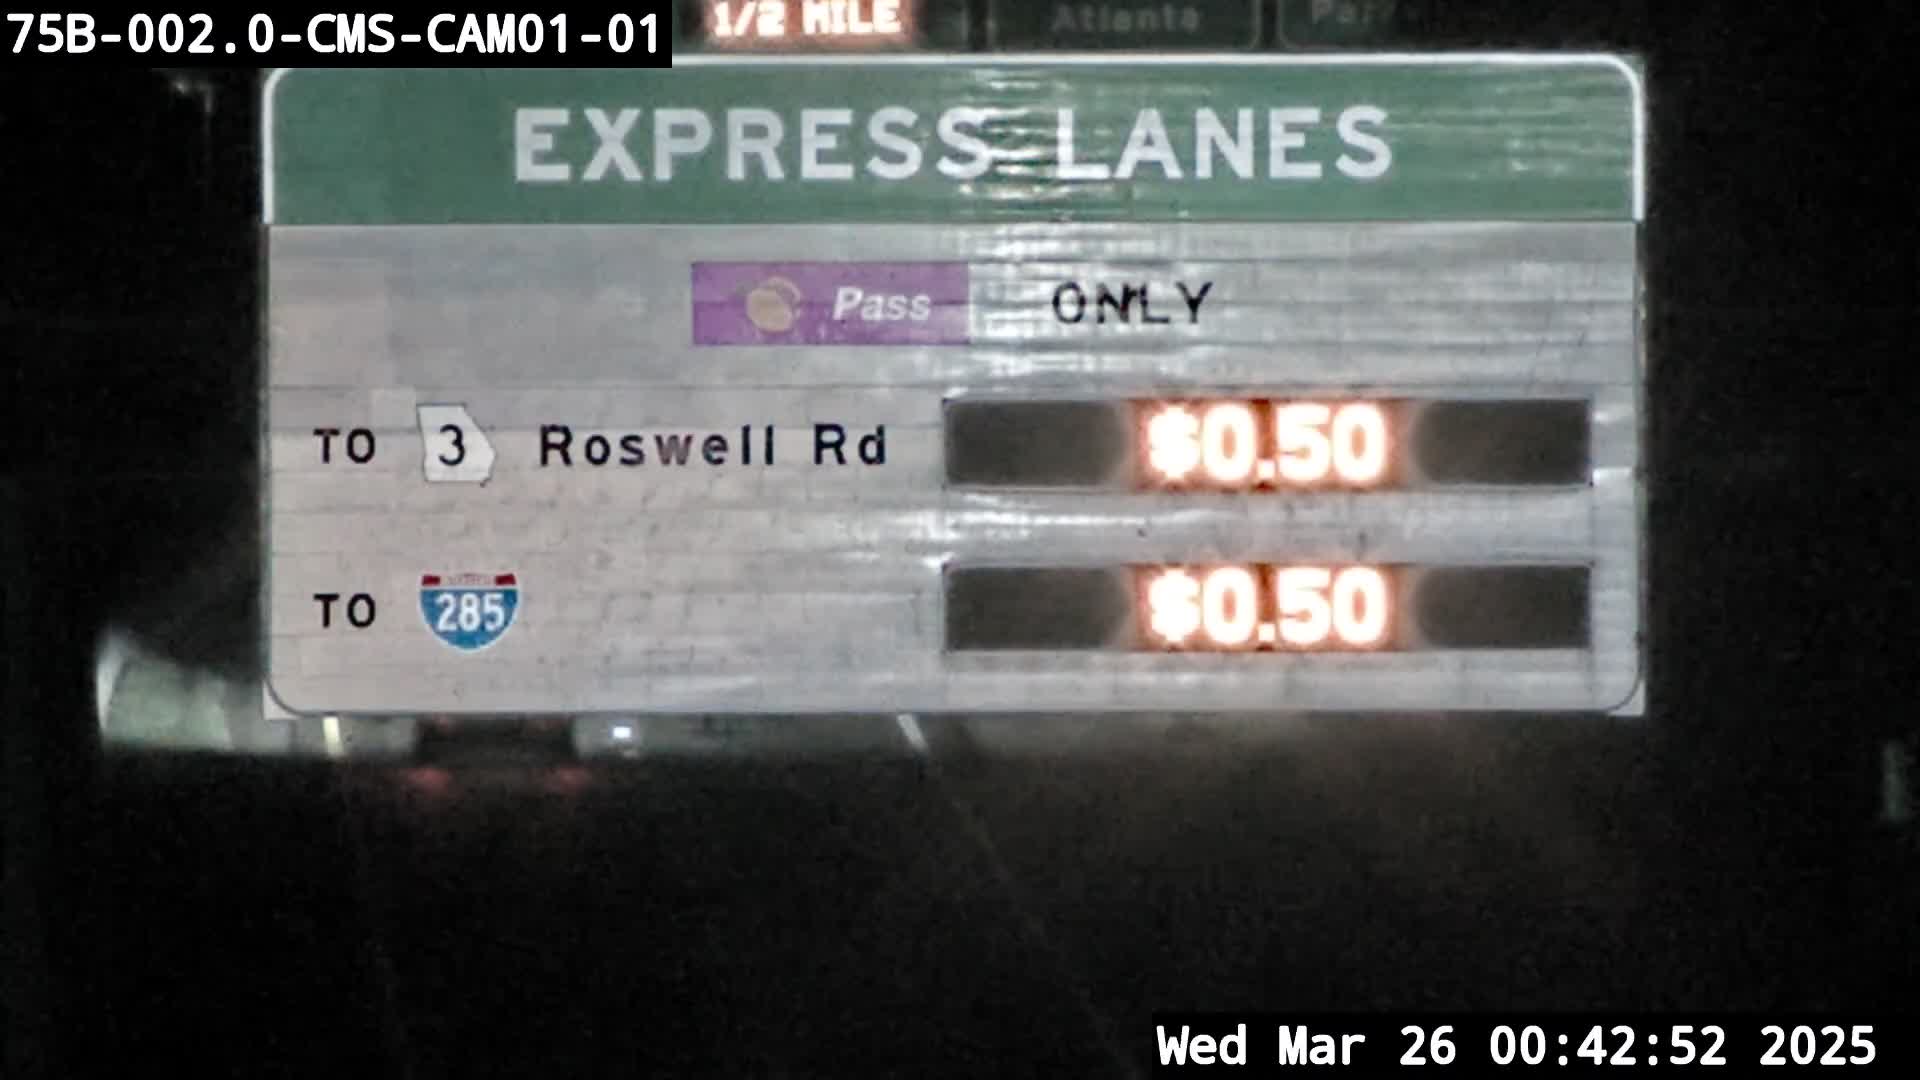 75B-002.0-CMS-CAM01-01
1/2 MILE
Atlanta
EXPRESS LANES
Pass ONLY
TO 3 Roswell Rd $0.50
TO 285 $0.50
Wed Mar 26 00:42:52 2025